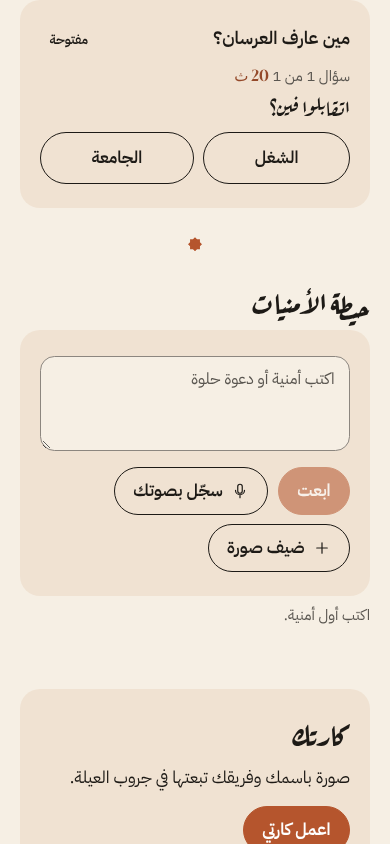 مين عارف العرسان؟
مفتوحة
سؤال 1 من 1 20 ث
اتقابلوا فين؟
الشغل
الجامعة
حيطة الأمنيات
اكتب أمنية أو دعوة حلوة
ابعت
سجّل بصوتك
ضيف صورة
اكتب أول أمنية.
كارتك
صورة باسمك وفريقك تبعتها في جروب العيلة.
اعمل كارتي